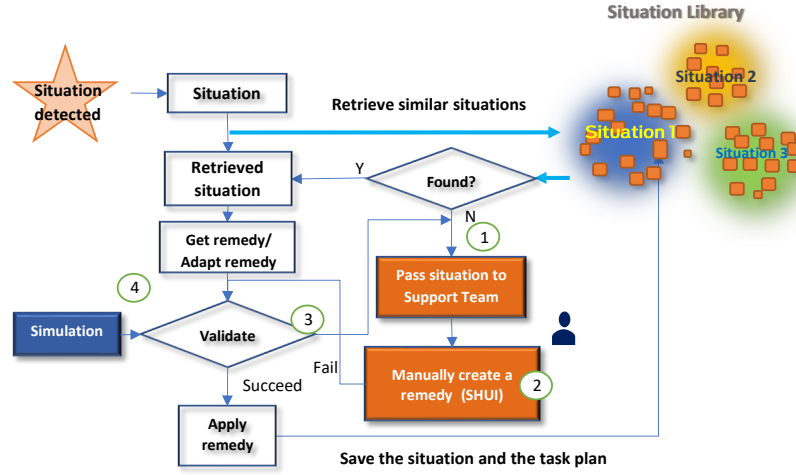 Situation Library
Situation
detected
Situation
Retrieve similar situations
Situation 2
Situation 1
Situation 3
Retrieved
situation
Y
Found?
N
1
Get remedy/
Adapt remedy
Pass situation to
Support Team
4
3
Simulation
Validate
Fail
Manually create a
remedy (SHUI)
2
Succeed
Apply
remedy
Save the situation and the task plan